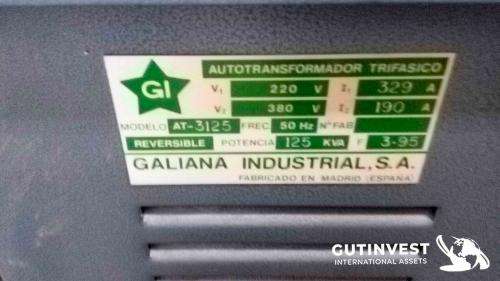 GI
AUTOTRANSFORMADOR TRIFASICO
V₁ 220 V I₁ 329 A
V₂ 380 V I₂ 190 A
MODELO AT-3125 FREC. 50 Hz Nº FAB
REVERSIBLE POTENCIA 125 KVA F 3-95
GALIANA INDUSTRIAL, S.A.
FABRICADO EN MADRID (ESPAÑA)
GUTINVEST
INTERNATIONAL ASSETS